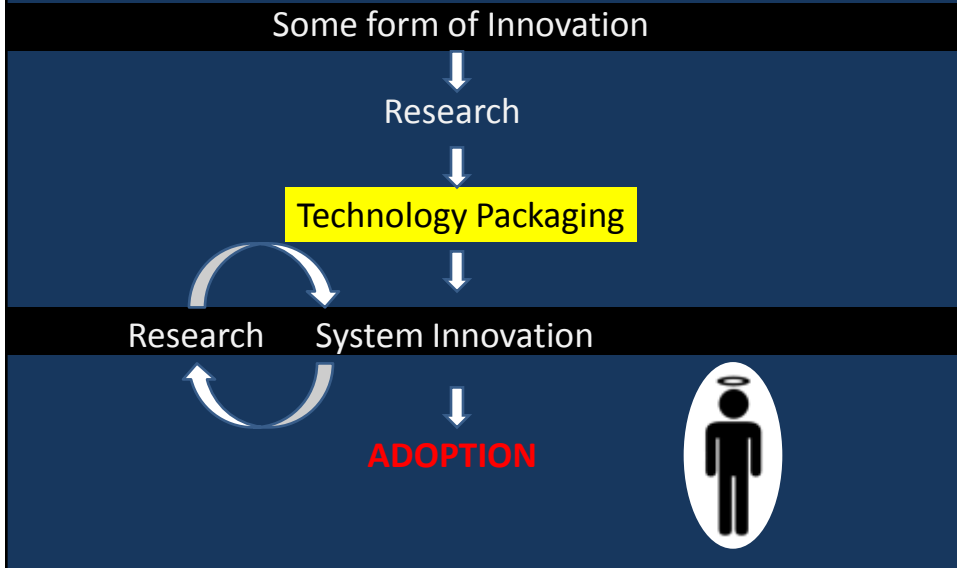 Some form of Innovation
Research
Technology Packaging
Research System Innovation
ADOPTION